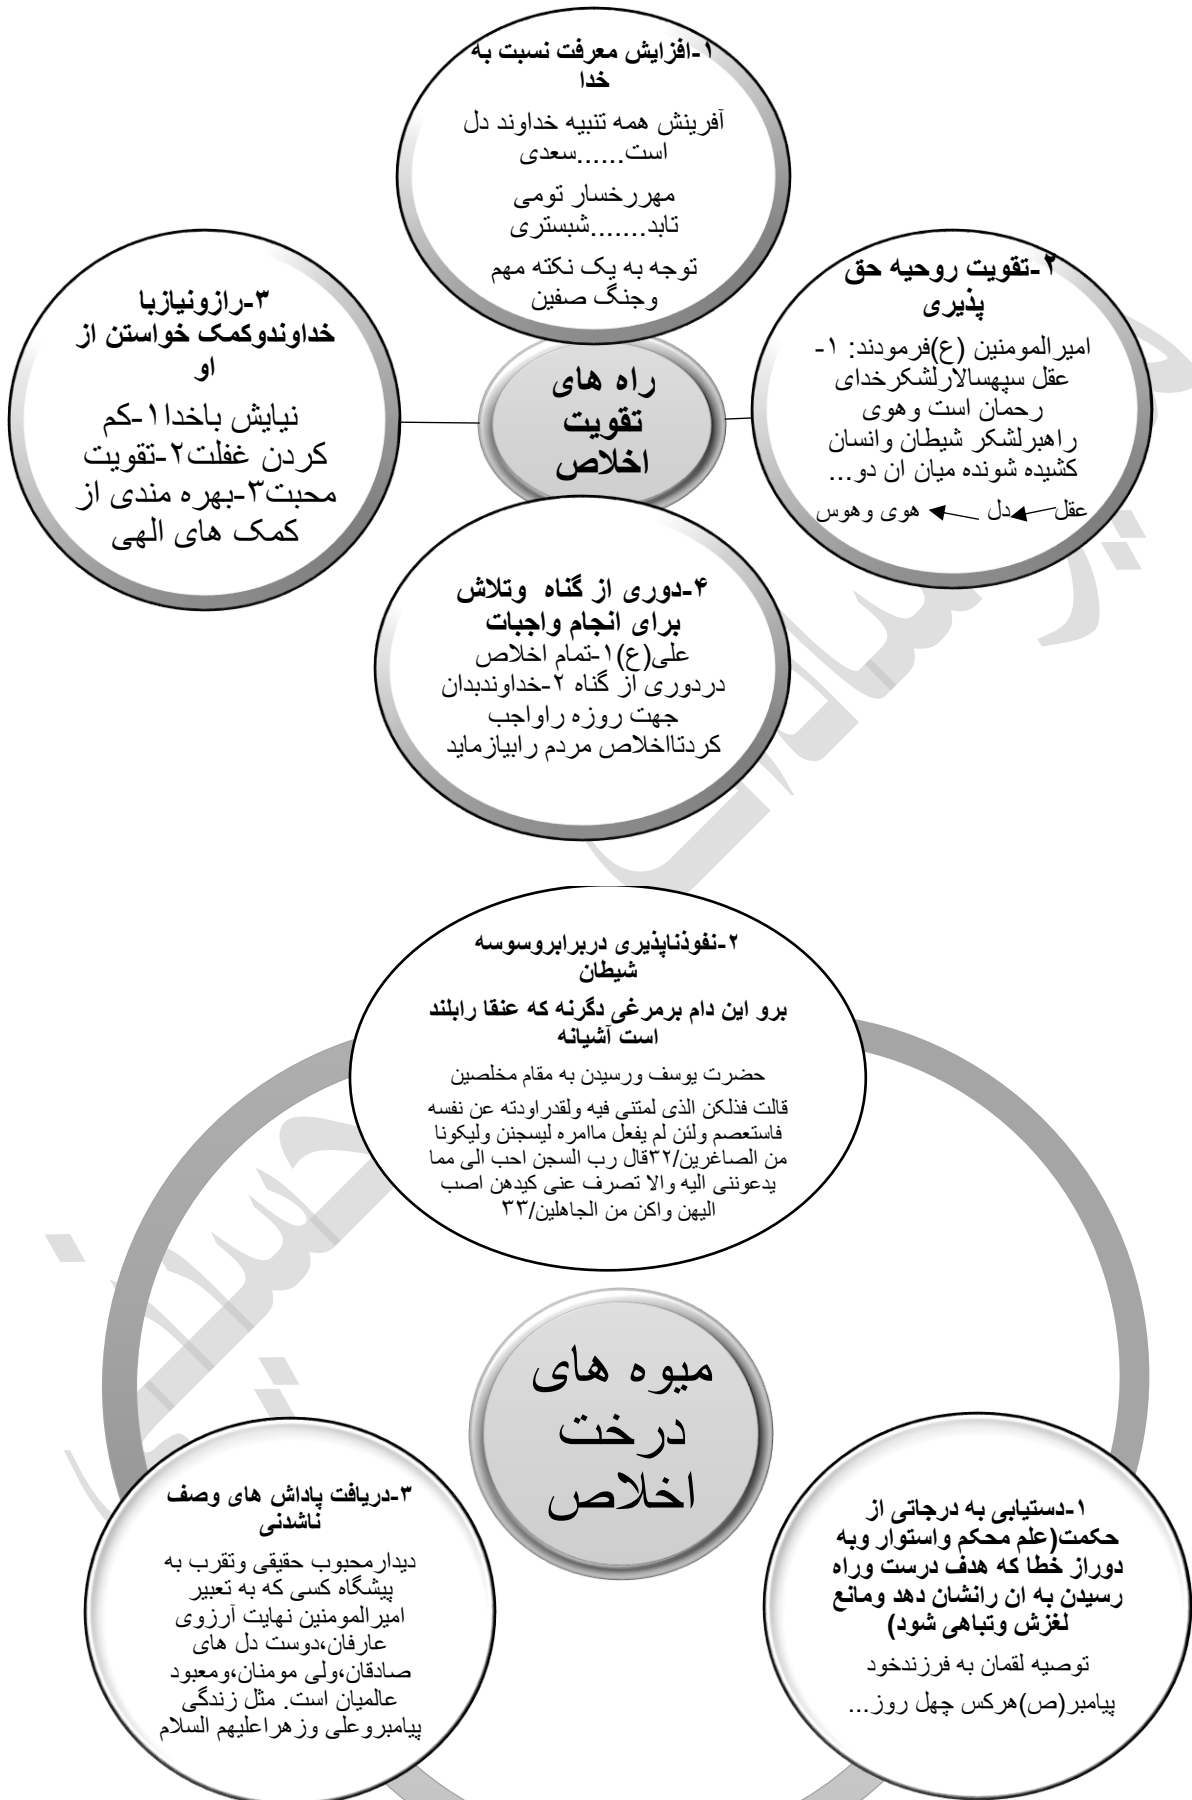 ۱-افزایش معرفت نسبت به
خدا
آفرینش همه تنبیه خداوند دل
است......سعدی
مهررخسار تومی
تابد.......شبستری
توجه به یک نکته مهم
وجنگ صفین
۲-تقویت روحیه حق
پذیری
امیرالمومنین (ع)فرمودند: ۱-
عقل سپهسالارلشکرخدای
رحمان است وهوی
راهبرلشکر شیطان وانسان
کشیده شونده میان ان دو...
عقل دل هوی وهوس
راه های
تقویت
اخلاص
۳-رازونیازبا
خداوندوکمک خواستن از
او
نیایش باخدا۱-کم
کردن غفلت۲-تقویت
محبت۳-بهره مندی از
کمک های الهی
۴-دوری از گناه وتلاش
برای انجام واجبات
علی(ع)۱-تمام اخلاص
دردوری از گناه ۲-خداوندبدان
جهت روزه راواجب
کردتااخلاص مردم رابیازماید
۲-نفوذناپذیری دربرابروسوسه
شیطان
برو این دام برمرغی دگرنه که عنقا رابلند
است آشیانه
حضرت یوسف ورسیدن به مقام مخلصین
قالت فذلکن الذی لمتنی فیه ولقدراودته عن نفسه
فاستعصم ولئن لم یفعل ماامره لیسجنن ولیکونا
من الصاغرین/۳۲قال رب السجن احب الی مما
یدعوننی الیه والا تصرف عنی کیدهن اصب
الیهن واکن من الجاهلین/۳۳
میوه های
درخت
اخلاص
۱-دستیابی به درجاتی از
حکمت(علم محکم واستوار وبه
دوراز خطا که هدف درست وراه
رسیدن به ان رانشان دهد ومانع
لغزش وتباهی شود)
توصیه لقمان به فرزندخود
پیامبر(ص)هرکس چهل روز...
۳-دریافت پاداش های وصف
ناشدنی
دیدارمحبوب حقیقی وتقرب به
پیشگاه کسی که به تعبیر
امیرالمومنین نهایت آرزوی
عارفان،دوست دل های
صادقان،ولی مومنان،ومعبود
عالمیان است. مثل زندگی
پیامبروعلی وزهراعلیهم السلام